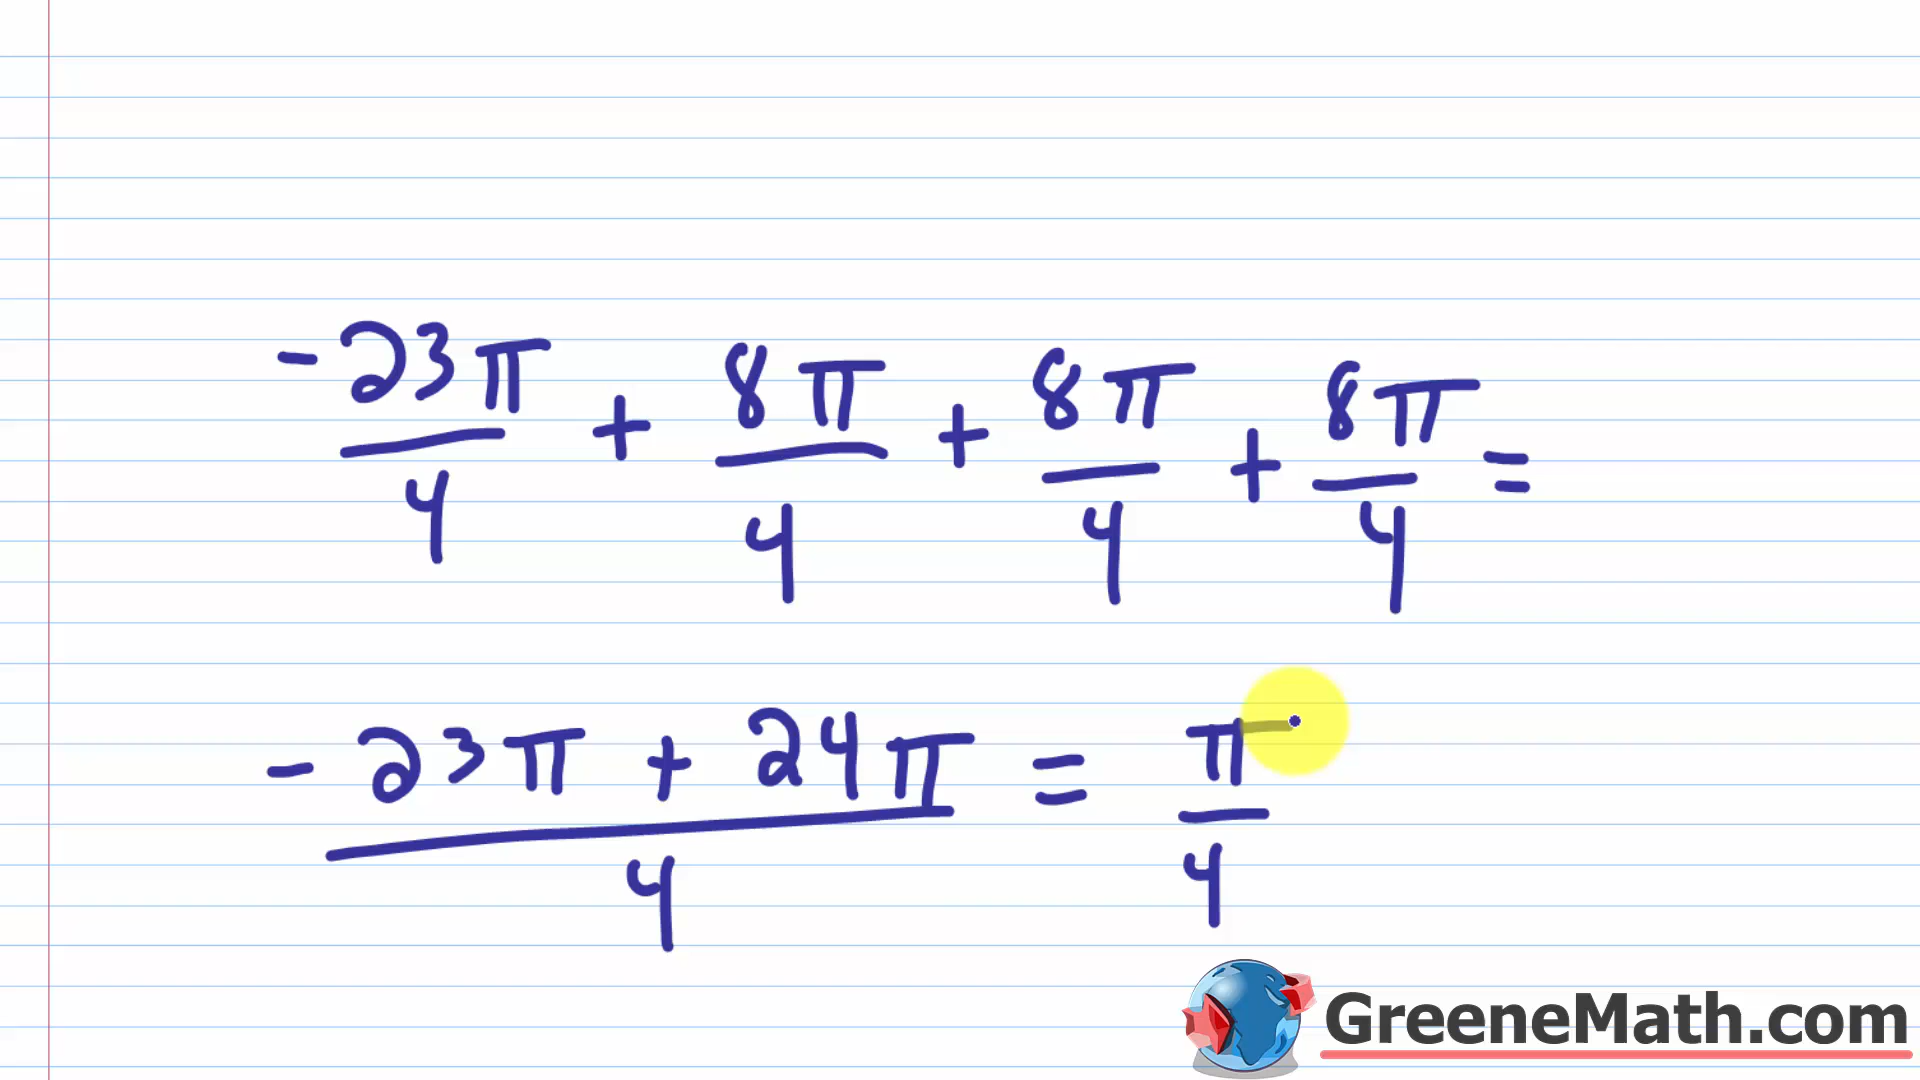 -23π/4 + 8π/4 + 8π/4 + 8π/4 =
-23π + 24π/4 = π/4
GreeneMath.com